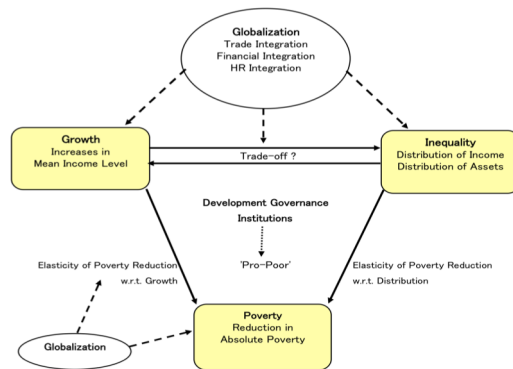 Globalization
Trade Integration
Financial Integration
HR Integration
Growth
Increases in
Mean Income Level
Trade-off ?
Inequality
Distribution of Income
Distribution of Assets
Development Governance
Institutions
'Pro-Poor'
Elasticity of Poverty Reduction
w.r.t. Growth
Elasticity of Poverty Reduction
w.r.t. Distribution
Poverty
Reduction in
Absolute Poverty
Globalization